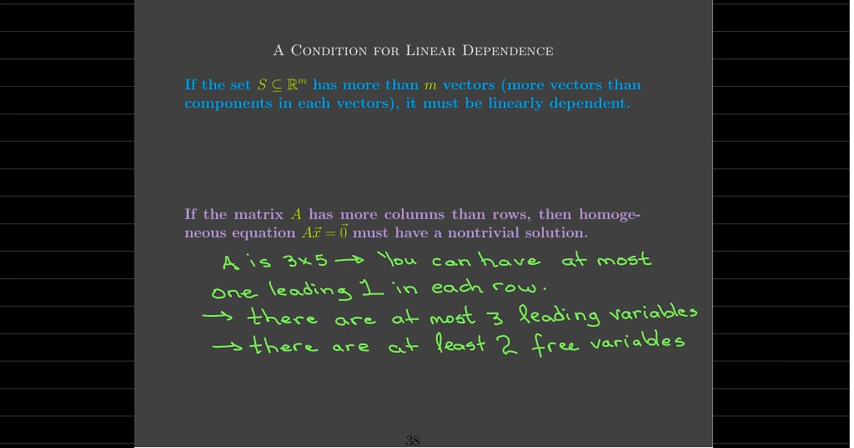 A Condition for Linear Dependence
If the set S ⊆ ℝᵐ has more than m vectors (more vectors than
components in each vectors), it must be linearly dependent.
If the matrix A has more columns than rows, then homoge-
neous equation Ax⃗ = 0⃗ must have a nontrivial solution.
A is 3x5 → You can have at most
one leading 1 in each row.
→ there are at most 3 leading variables
→ there are at least 2 free variables
38